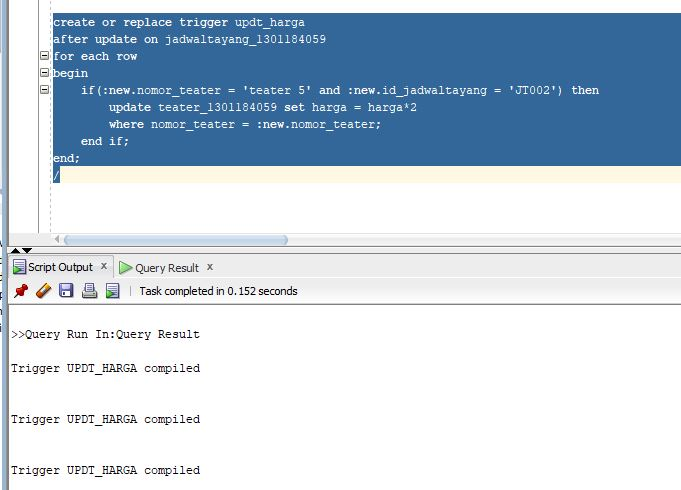 create or replace trigger updt_harga
after update on jadwaltayang_1301184059
for each row
begin
if(:new.nomor_teater = 'teater 5' and :new.id_jadwaltayang = 'JT002') then
update teater_1301184059 set harga = harga*2
where nomor_teater = :new.nomor_teater;
end if;
end;
/
Script Output x Query Result x
Task completed in 0.152 seconds
>>Query Run In:Query Result
Trigger UPDT_HARGA compiled
Trigger UPDT_HARGA compiled
Trigger UPDT_HARGA compiled